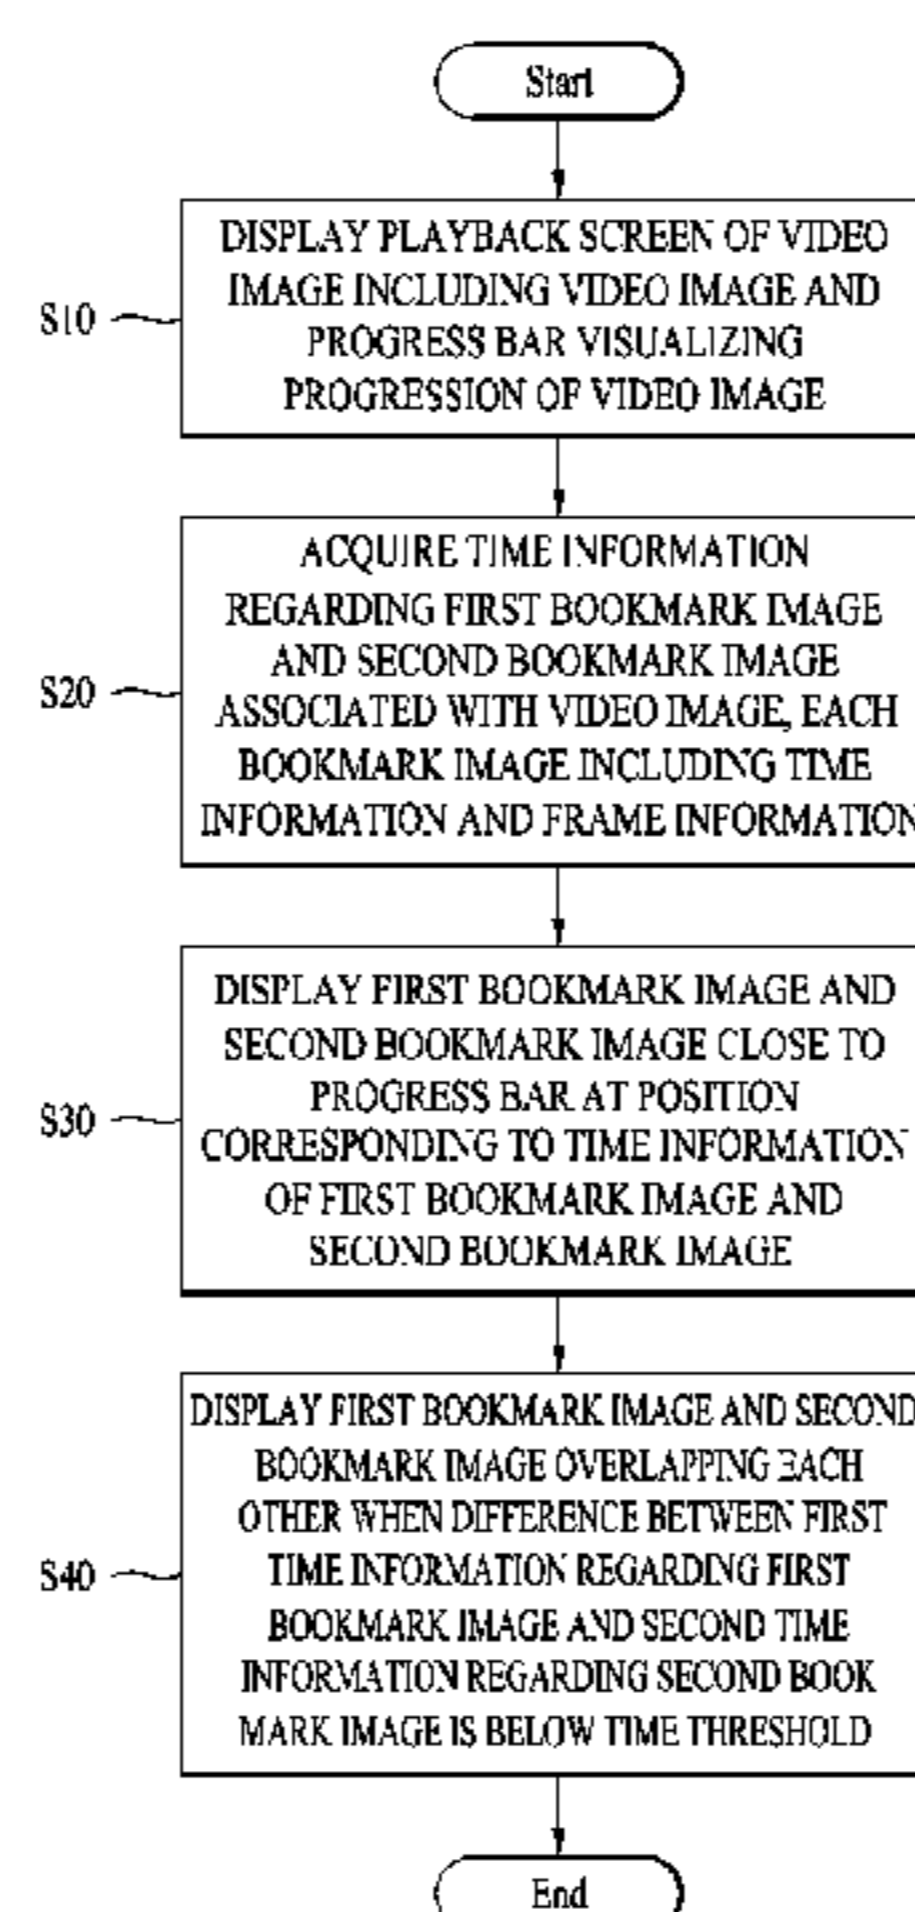 Start
S10
DISPLAY PLAYBACK SCREEN OF VIDEO
IMAGE INCLUDING VIDEO IMAGE AND
PROGRESS BAR VISUALIZING
PROGRESSION OF VIDEO IMAGE
S20
ACQUIRE TIME INFORMATION
REGARDING FIRST BOOKMARK IMAGE
AND SECOND BOOKMARK IMAGE
ASSOCIATED WITH VIDEO IMAGE, EACH
BOOKMARK IMAGE INCLUDING TIME
INFORMATION AND FRAME INFORMATION
S30
DISPLAY FIRST BOOKMARK IMAGE AND
SECOND BOOKMARK IMAGE CLOSE TO
PROGRESS BAR AT POSITION
CORRESPONDING TO TIME INFORMATION
OF FIRST BOOKMARK IMAGE AND
SECOND BOOKMARK IMAGE
S40
DISPLAY FIRST BOOKMARK IMAGE AND SECOND
BOOKMARK IMAGE OVERLAPPING EACH
OTHER WHEN DIFFERENCE BETWEEN FIRST
TIME INFORMATION REGARDING FIRST
BOOKMARK IMAGE AND SECOND TIME
INFORMATION REGARDING SECOND BOOK
MARK IMAGE IS BELOW TIME THRESHOLD
End